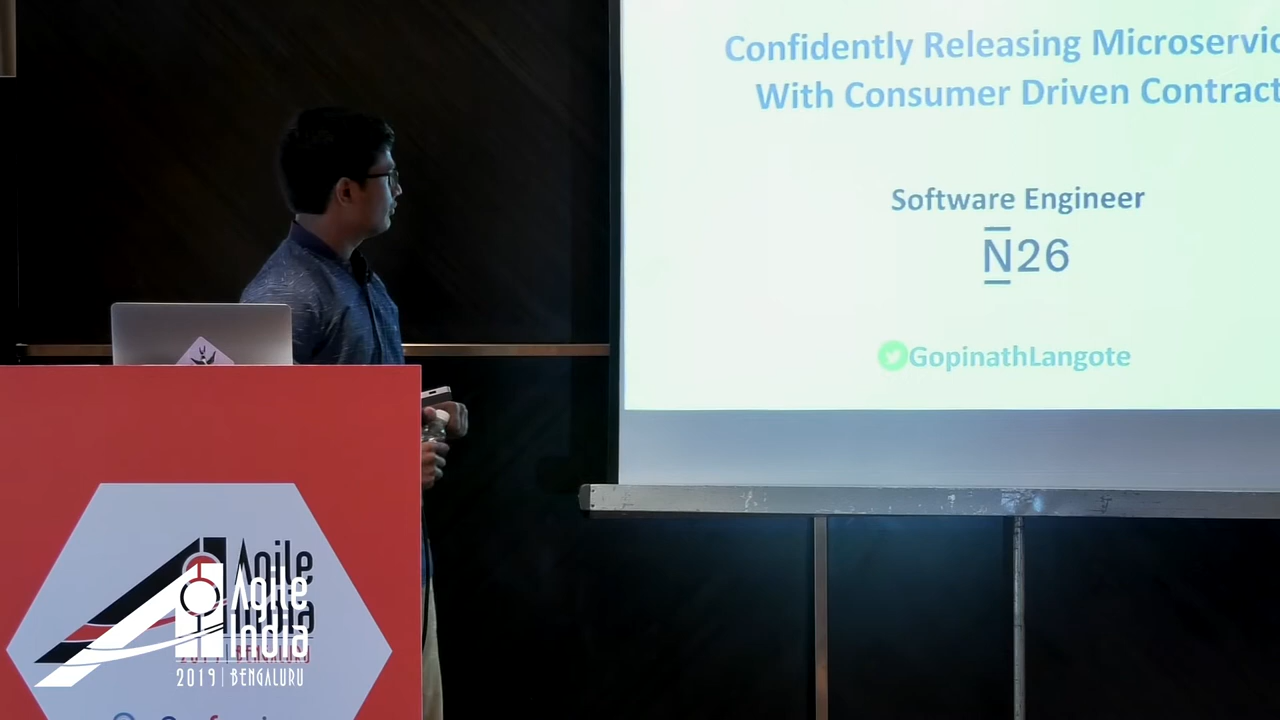 Confidently Releasing Microservic
With Consumer Driven Contract
Software Engineer
N26
GopinathLangote
Agile
India
2019 | BENGALURU